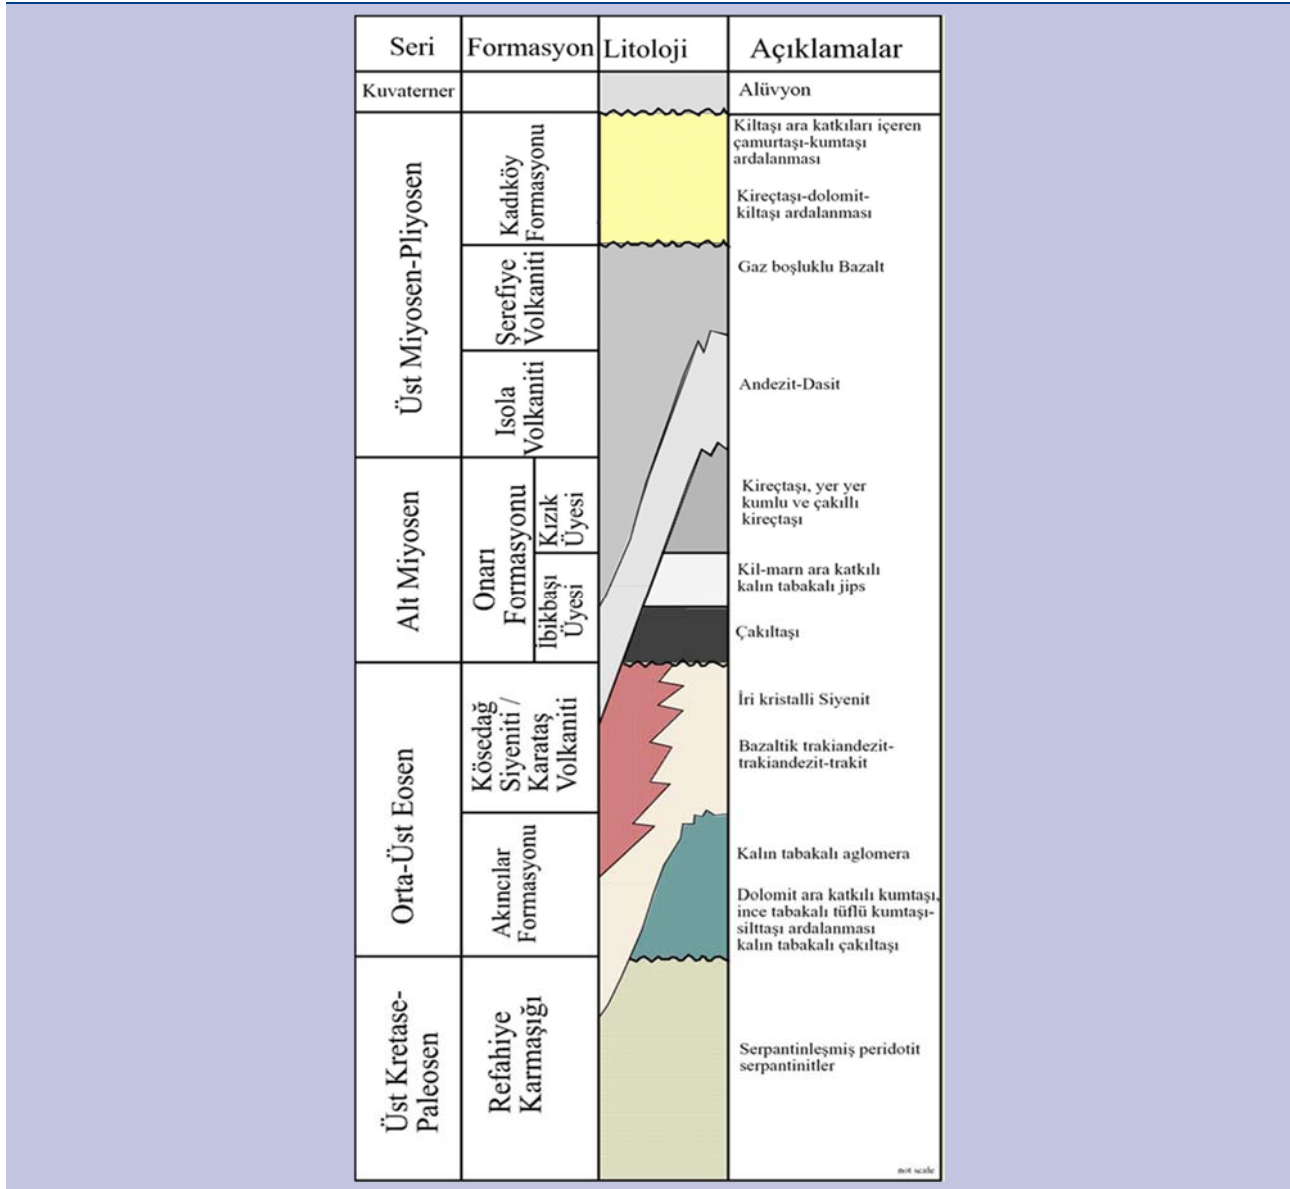 Seri
Formasyon
Litoloji
Açıklamalar
Kuvaterner
Alüvyon
Üst Miyosen-Pliyosen
Kadıköy
Formasyonu
Kiltaşı ara katkıları içeren
çamurtaşı-kumtaşı
ardalanması
Kireçtaşı-dolomit-
kiltaşı ardalanması
Şerefiye
Volkaniti
Gaz boşluklu Bazalt
Isola
Volkaniti
Andezit-Dasit
Alt Miyosen
Onarı
Formasyonu
Kızık
Üyesi
Kireçtaşı, yer yer
kumlu ve çakıllı
kireçtaşı
İbikbaşı
Üyesi
Kil-marn ara katkılı
kalın tabakalı jips
Çakıltaşı
Orta-Üst Eosen
Kösedağ
Siyeniti /
Karataş
Volkaniti
İri kristalli Siyenit
Bazaltik trakiandezit-
trakiandezit-trakit
Akıncılar
Formasyonu
Kalın tabakalı aglomera
Dolomit ara katkılı kumtaşı,
ince tabakalı tüflü kumtaşı-
silttaşı ardalanması
kalın tabakalı çakıltaşı
Üst Kretase-
Paleosen
Refahiye
Karmaşığı
Serpantinleşmiş peridotit
serpantinitler
not scale